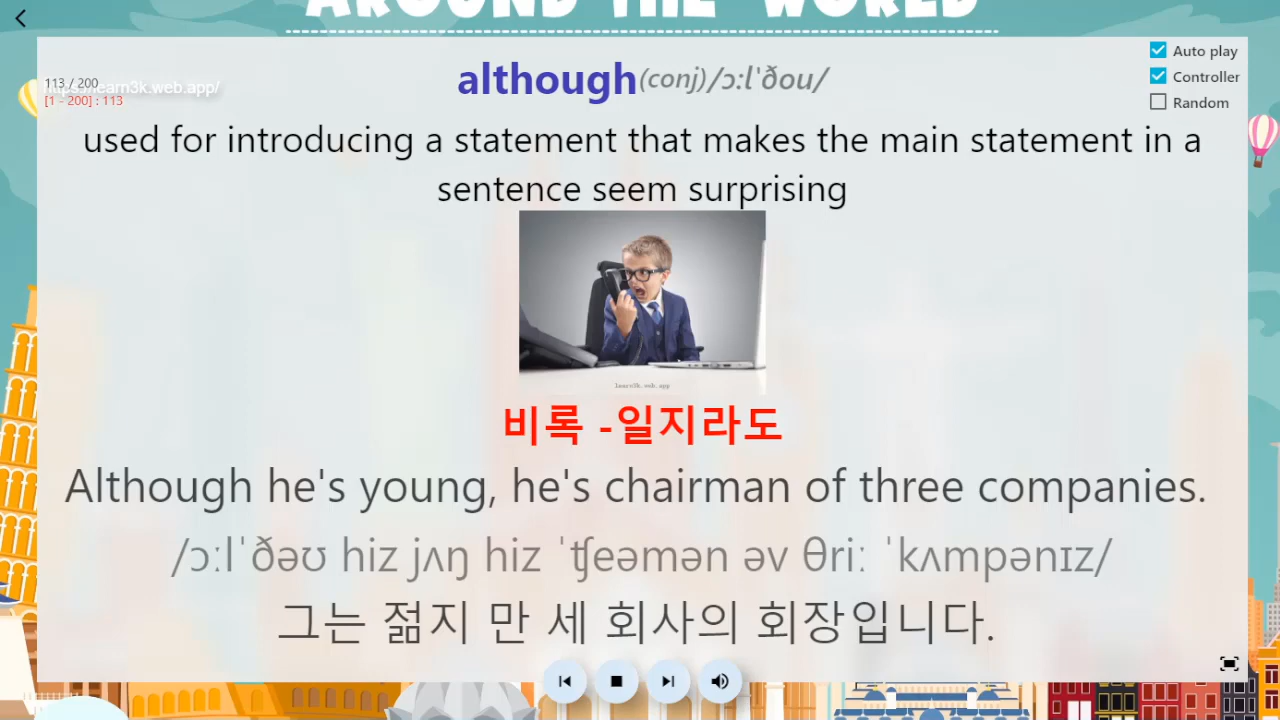 AROUND THE WORLD
Auto play
Controller
Random
113 / 200
https://learn3k.web.app/
[1 - 200] : 113
although(conj)/ɔːlˈðoʊ/
used for introducing a statement that makes the main statement in a
sentence seem surprising
learn3k.web.app
비록 -일지라도
Although he's young, he's chairman of three companies.
/ɔːlˈðəʊ hiz jʌŋ hiz ˈʧeəmən əv θriː ˈkʌmpənɪz/
그는 젊지 만 세 회사의 회장입니다.